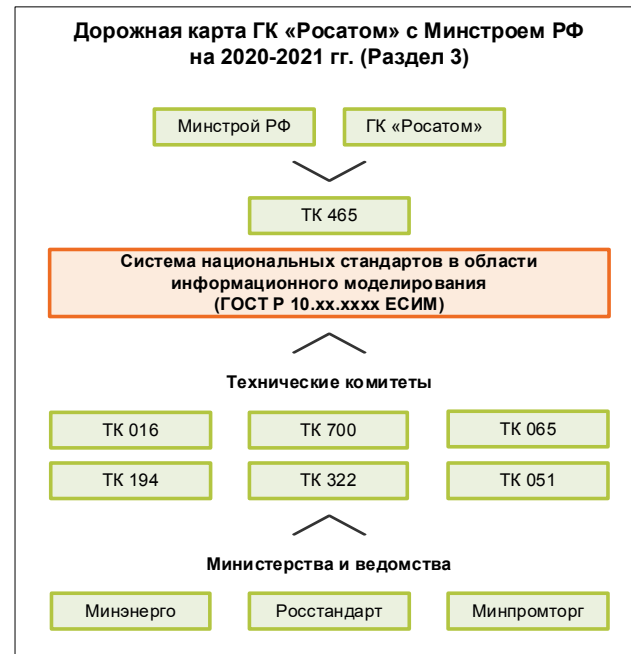 Дорожная карта ГК «Росатом» с Минстроем РФ
на 2020-2021 гг. (Раздел 3)
Минстрой РФ
ГК «Росатом»
ТК 465
Система национальных стандартов в области
информационного моделирования
(ГОСТ Р 10.хх.хххх ЕСИМ)
Технические комитеты
ТК 016
ТК 700
ТК 065
ТК 194
ТК 322
ТК 051
Министерства и ведомства
Минэнерго
Росстандарт
Минпромторг